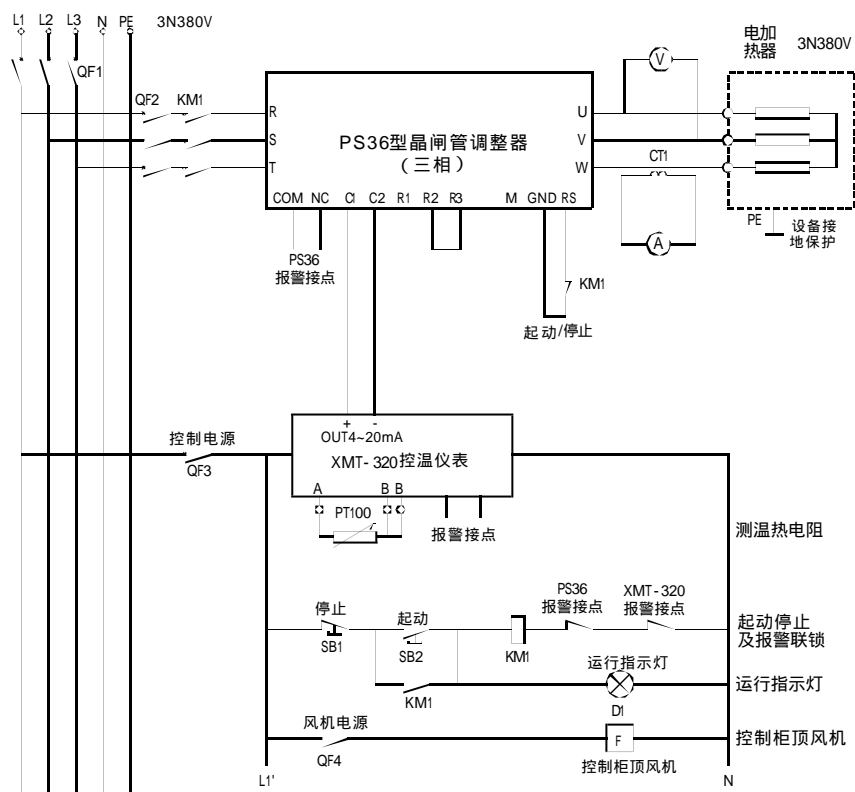 L1 L2 L3 N PE 3N380V
QF1
QF2 KM1
R
S
T
PS36型晶闸管调整器
(三相)
U
V
W
COM NC C1 C2 R1 R2 R3 M GND RS
V
CT1
A
电加
热器
3N380V
PE
设备接
地保护
PS36
报警接点
KM1
起动/停止
控制电源
QF3
+ -
OUT4~20mA
XMT-320控温仪表
A B B
PT100
报警接点
测温热电阻
停止
SB1
起动
SB2
KM1
PS36
报警接点
XMT-320
报警接点
起动停止
及报警联锁
KM1
运行指示灯
D1
运行指示灯
风机电源
QF4
F
控制柜顶风机
控制柜顶风机
L1'
N